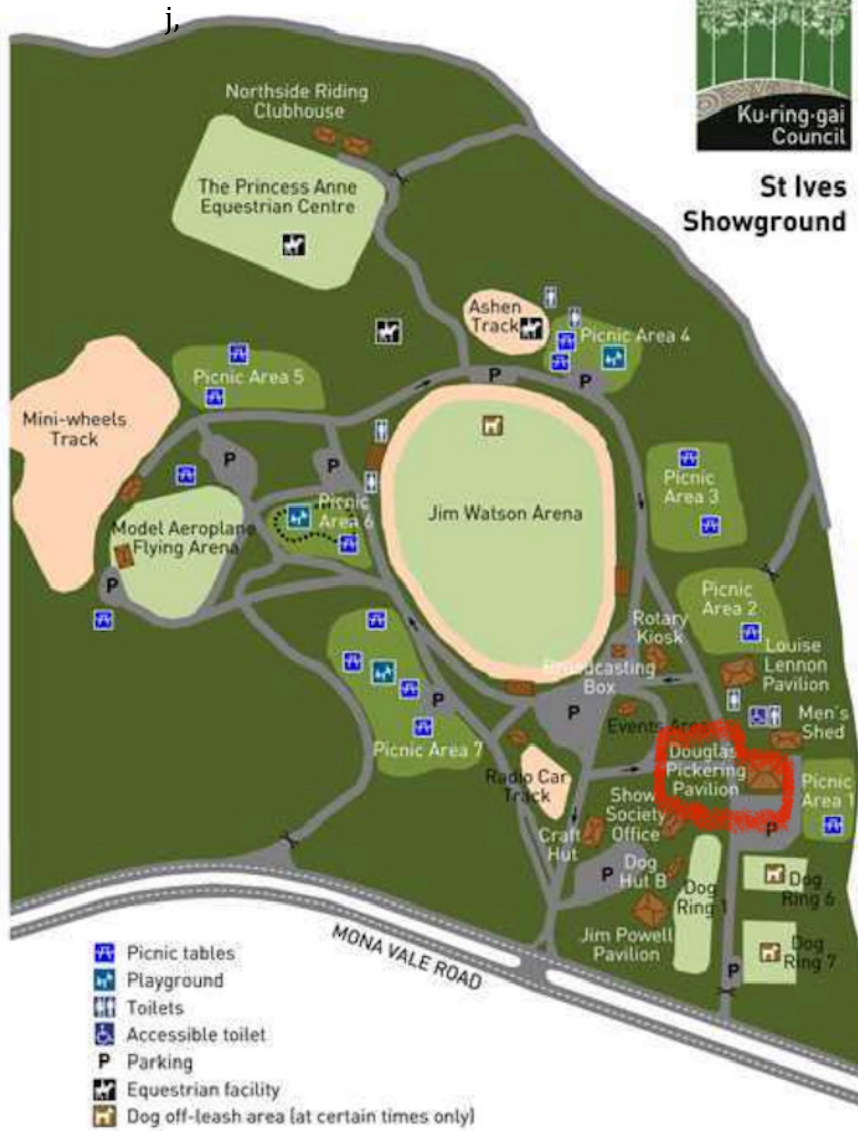 j,
Ku-ring-gai
Council
St Ives
Showground
Northside Riding
Clubhouse
The Princess Anne
Equestrian Centre
Ashen
Track
Picnic Area 4
Picnic Area 5
Mini-wheels
Track
P
P
P
P
Picnic
Area 3
Picnic
Area 6
Jim Watson Arena
Model Aeroplane
Flying Arena
P
Picnic
Area 2
Rotary
Kiosk
Louise
Lennon
Pavilion
Broadcasting
Box
P
P
Events Area
Men's
Shed
Picnic Area 7
Douglas
Pickering
Pavilion
Radio Car
Track
Picnic
Area 1
Show
Society
Office
P
Craft
Hut
Dog
Hut B
P
Dog
Ring 1
Dog
Ring 6
Jim Powell
Pavilion
Dog
Ring 7
P
MONA VALE ROAD
Picnic tables
Playground
Toilets
Accessible toilet
P Parking
Equestrian facility
Dog off-leash area (at certain times only)